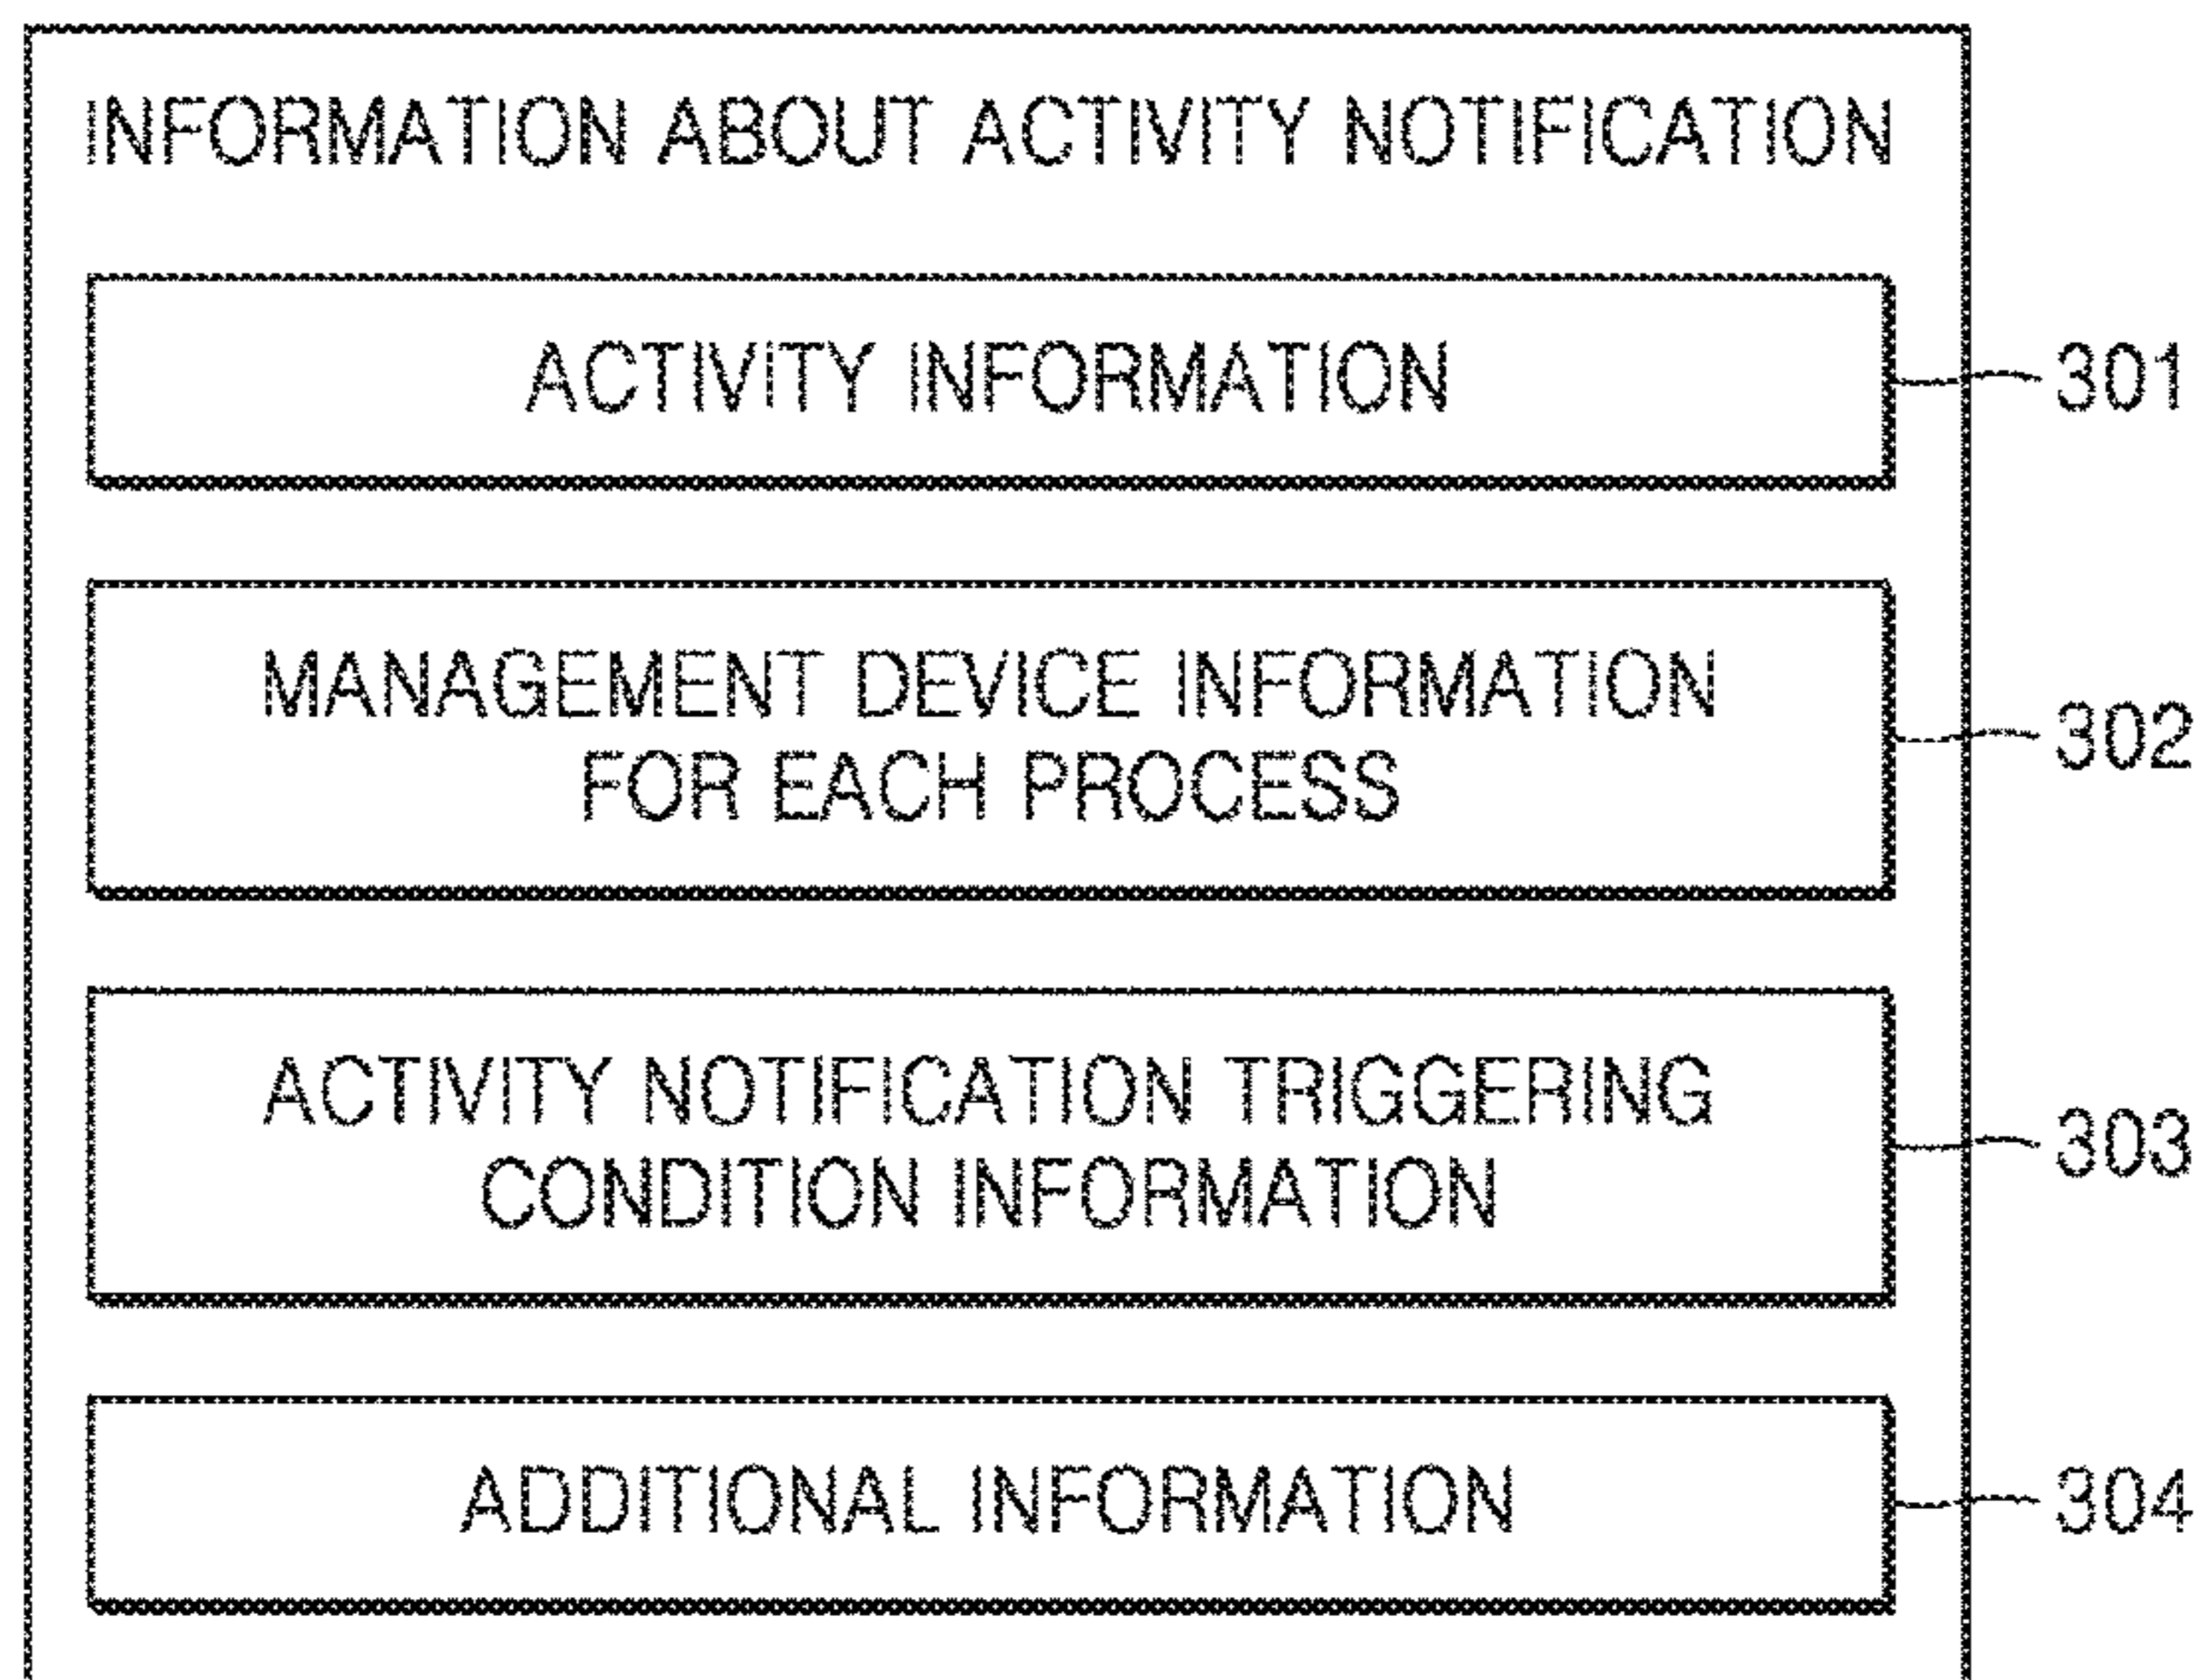 INFORMATION ABOUT ACTIVITY NOTIFICATION
ACTIVITY INFORMATION
301
MANAGEMENT DEVICE INFORMATION
FOR EACH PROCESS
302
ACTIVITY NOTIFICATION TRIGGERING
CONDITION INFORMATION
303
ADDITIONAL INFORMATION
304